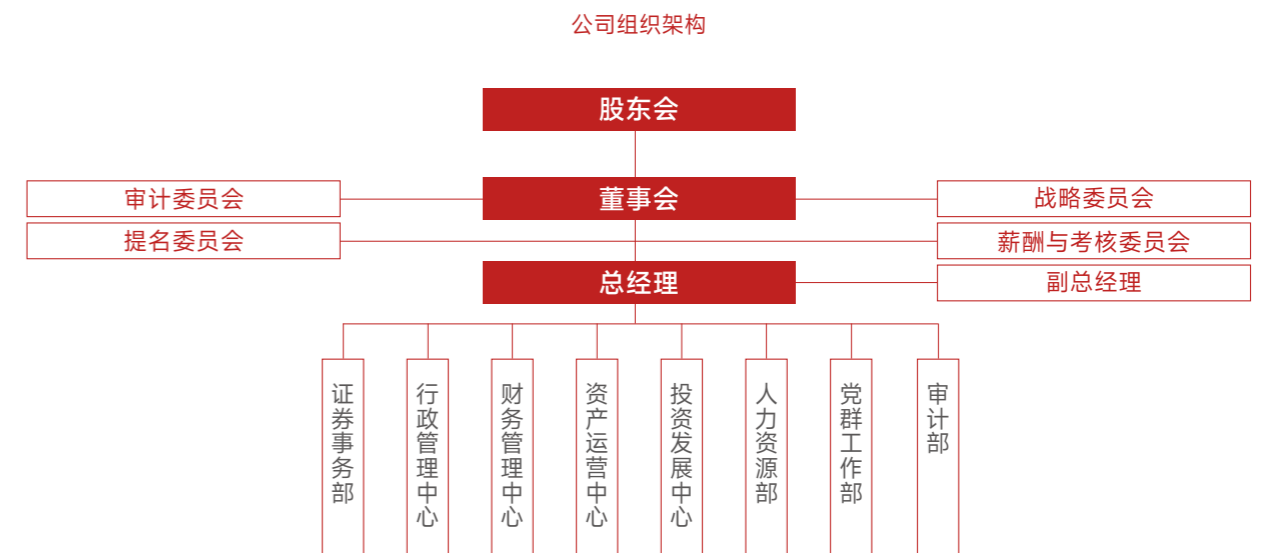 公司组织架构
股东会
审计委员会
董事会
战略委员会
提名委员会
薪酬与考核委员会
总经理
副总经理
证券事务部
行政管理中心
财务管理中心
资产运营中心
投资发展中心
人力资源部
党群工作部
审计部